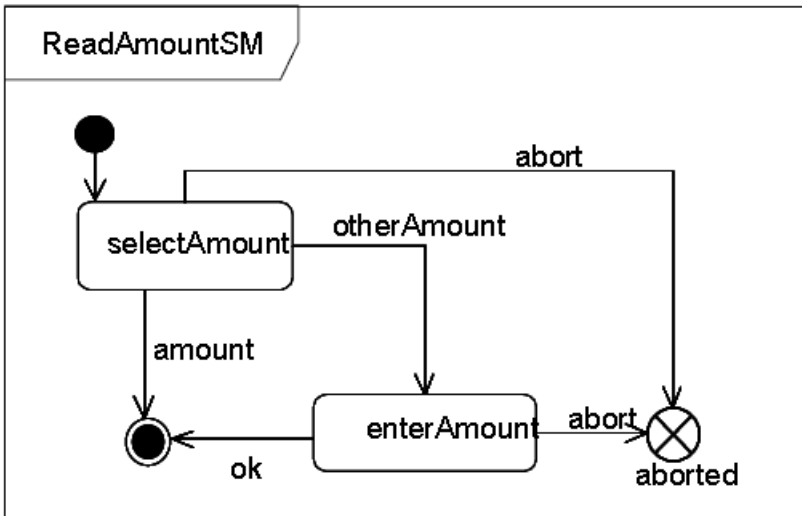 ReadAmountSM
abort
selectAmount
otherAmount
amount
enterAmount
abort
ok
aborted